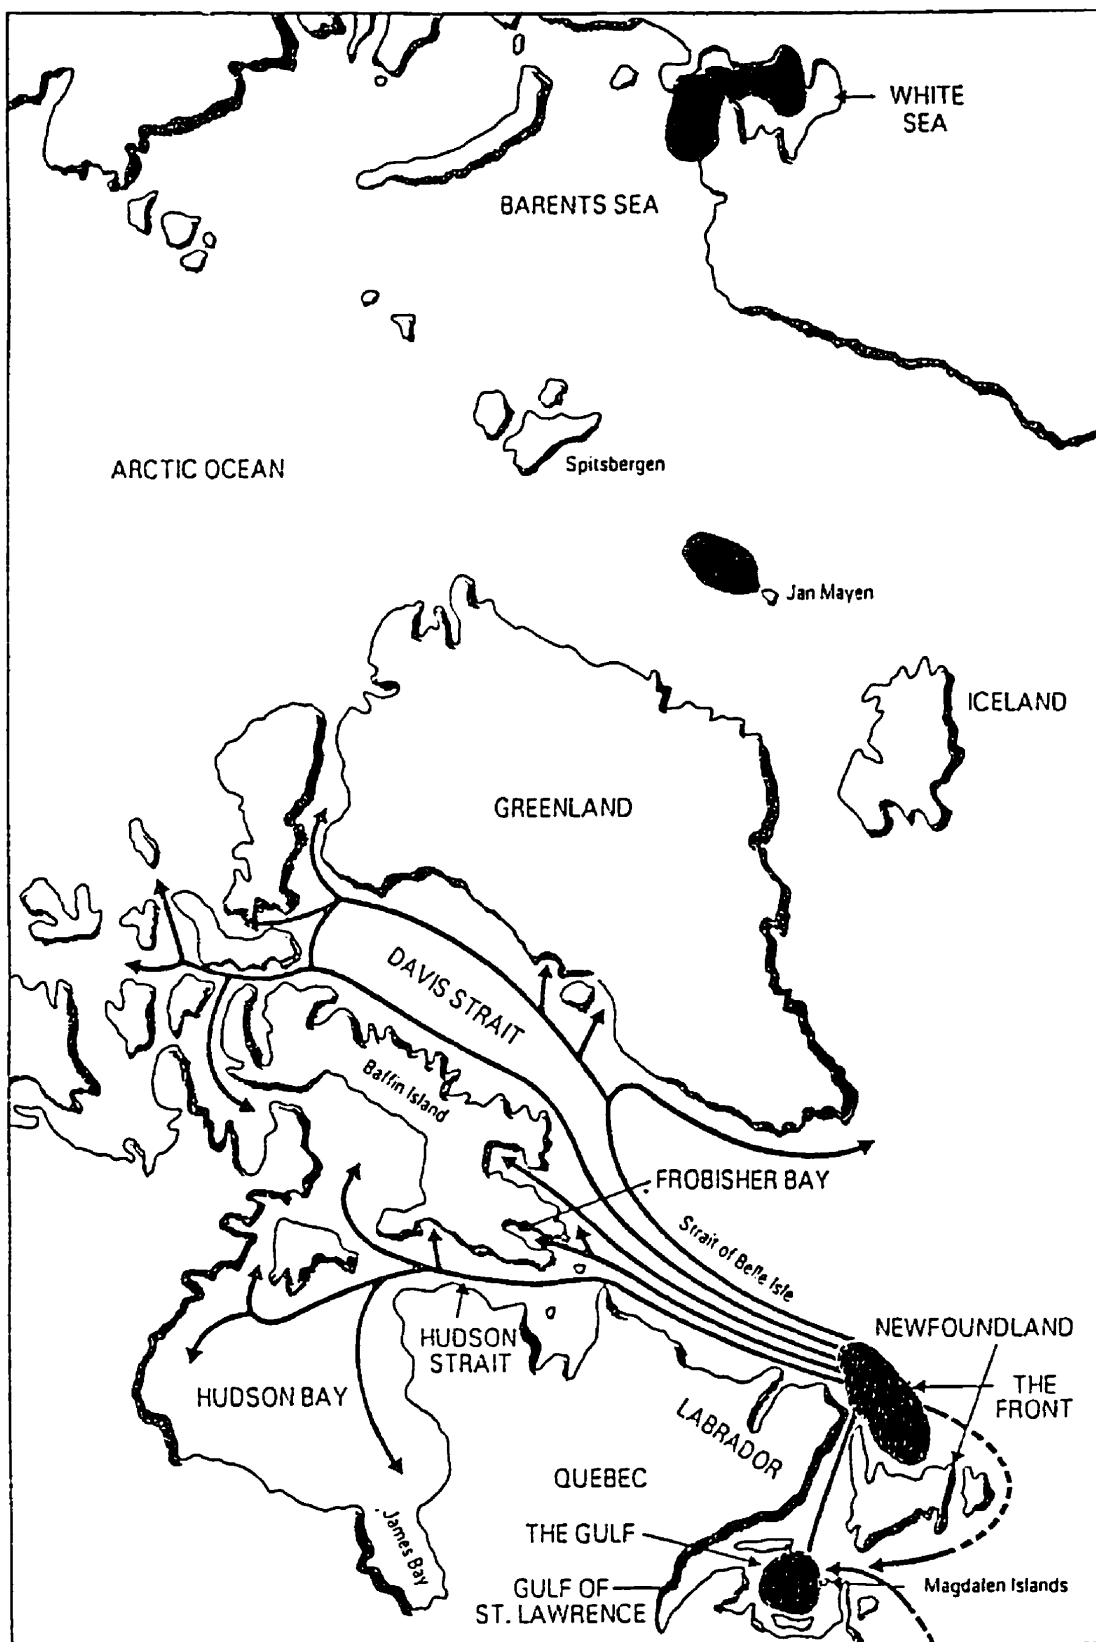 WHITE
SEA
BARENTS SEA
ARCTIC OCEAN
Spitsbergen
Jan Mayen
ICELAND
GREENLAND
DAVIS STRAIT
Baffin Island
FROBISHER BAY
Strait of Belle Isle
NEWFOUNDLAND
HUDSON
STRAIT
THE
FRONT
HUDSON BAY
LABRADOR
QUEBEC
James Bay
THE GULF
GULF OF
ST. LAWRENCE
Magdalen Islands